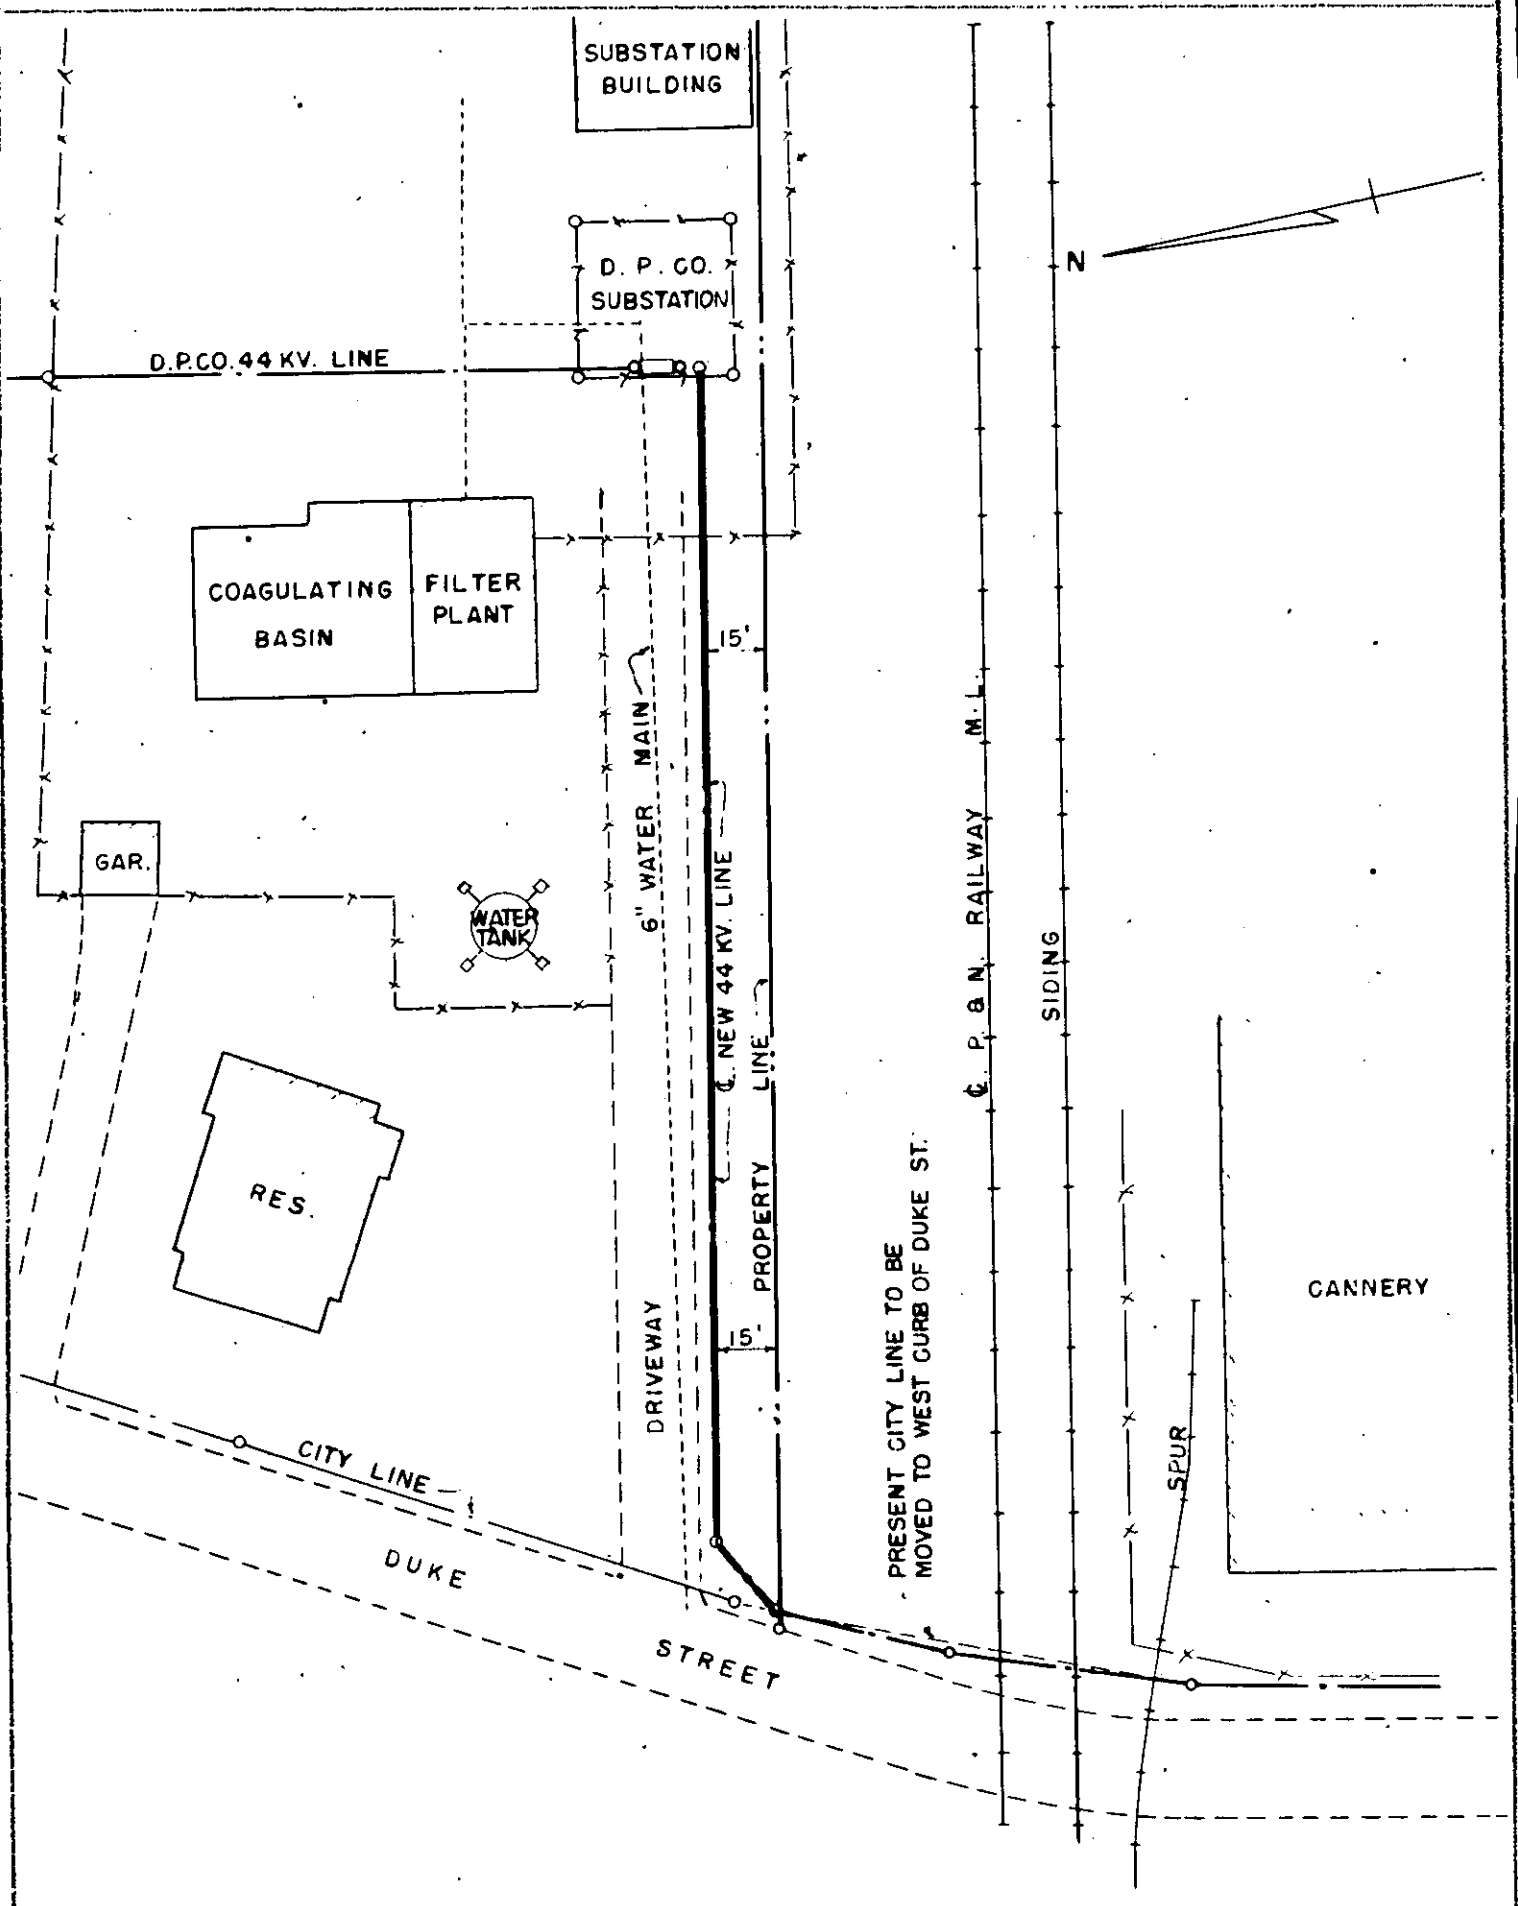 SUBSTATION
BUILDING
N
D. P. CO.
SUBSTATION
D.P.CO. 44 KV. LINE
COAGULATING
BASIN
FILTER
PLANT
15'
6" WATER MAIN
GAR.
WATER
TANK
℄ NEW 44 KV. LINE
PROPERTY LINE
℄ P. & N. RAILWAY M. L.
SIDING
RES.
PRESENT CITY LINE TO BE
MOVED TO WEST CURB OF DUKE ST.
CANNERY
DRIVEWAY
15'
SPUR
CITY LINE
DUKE
STREET